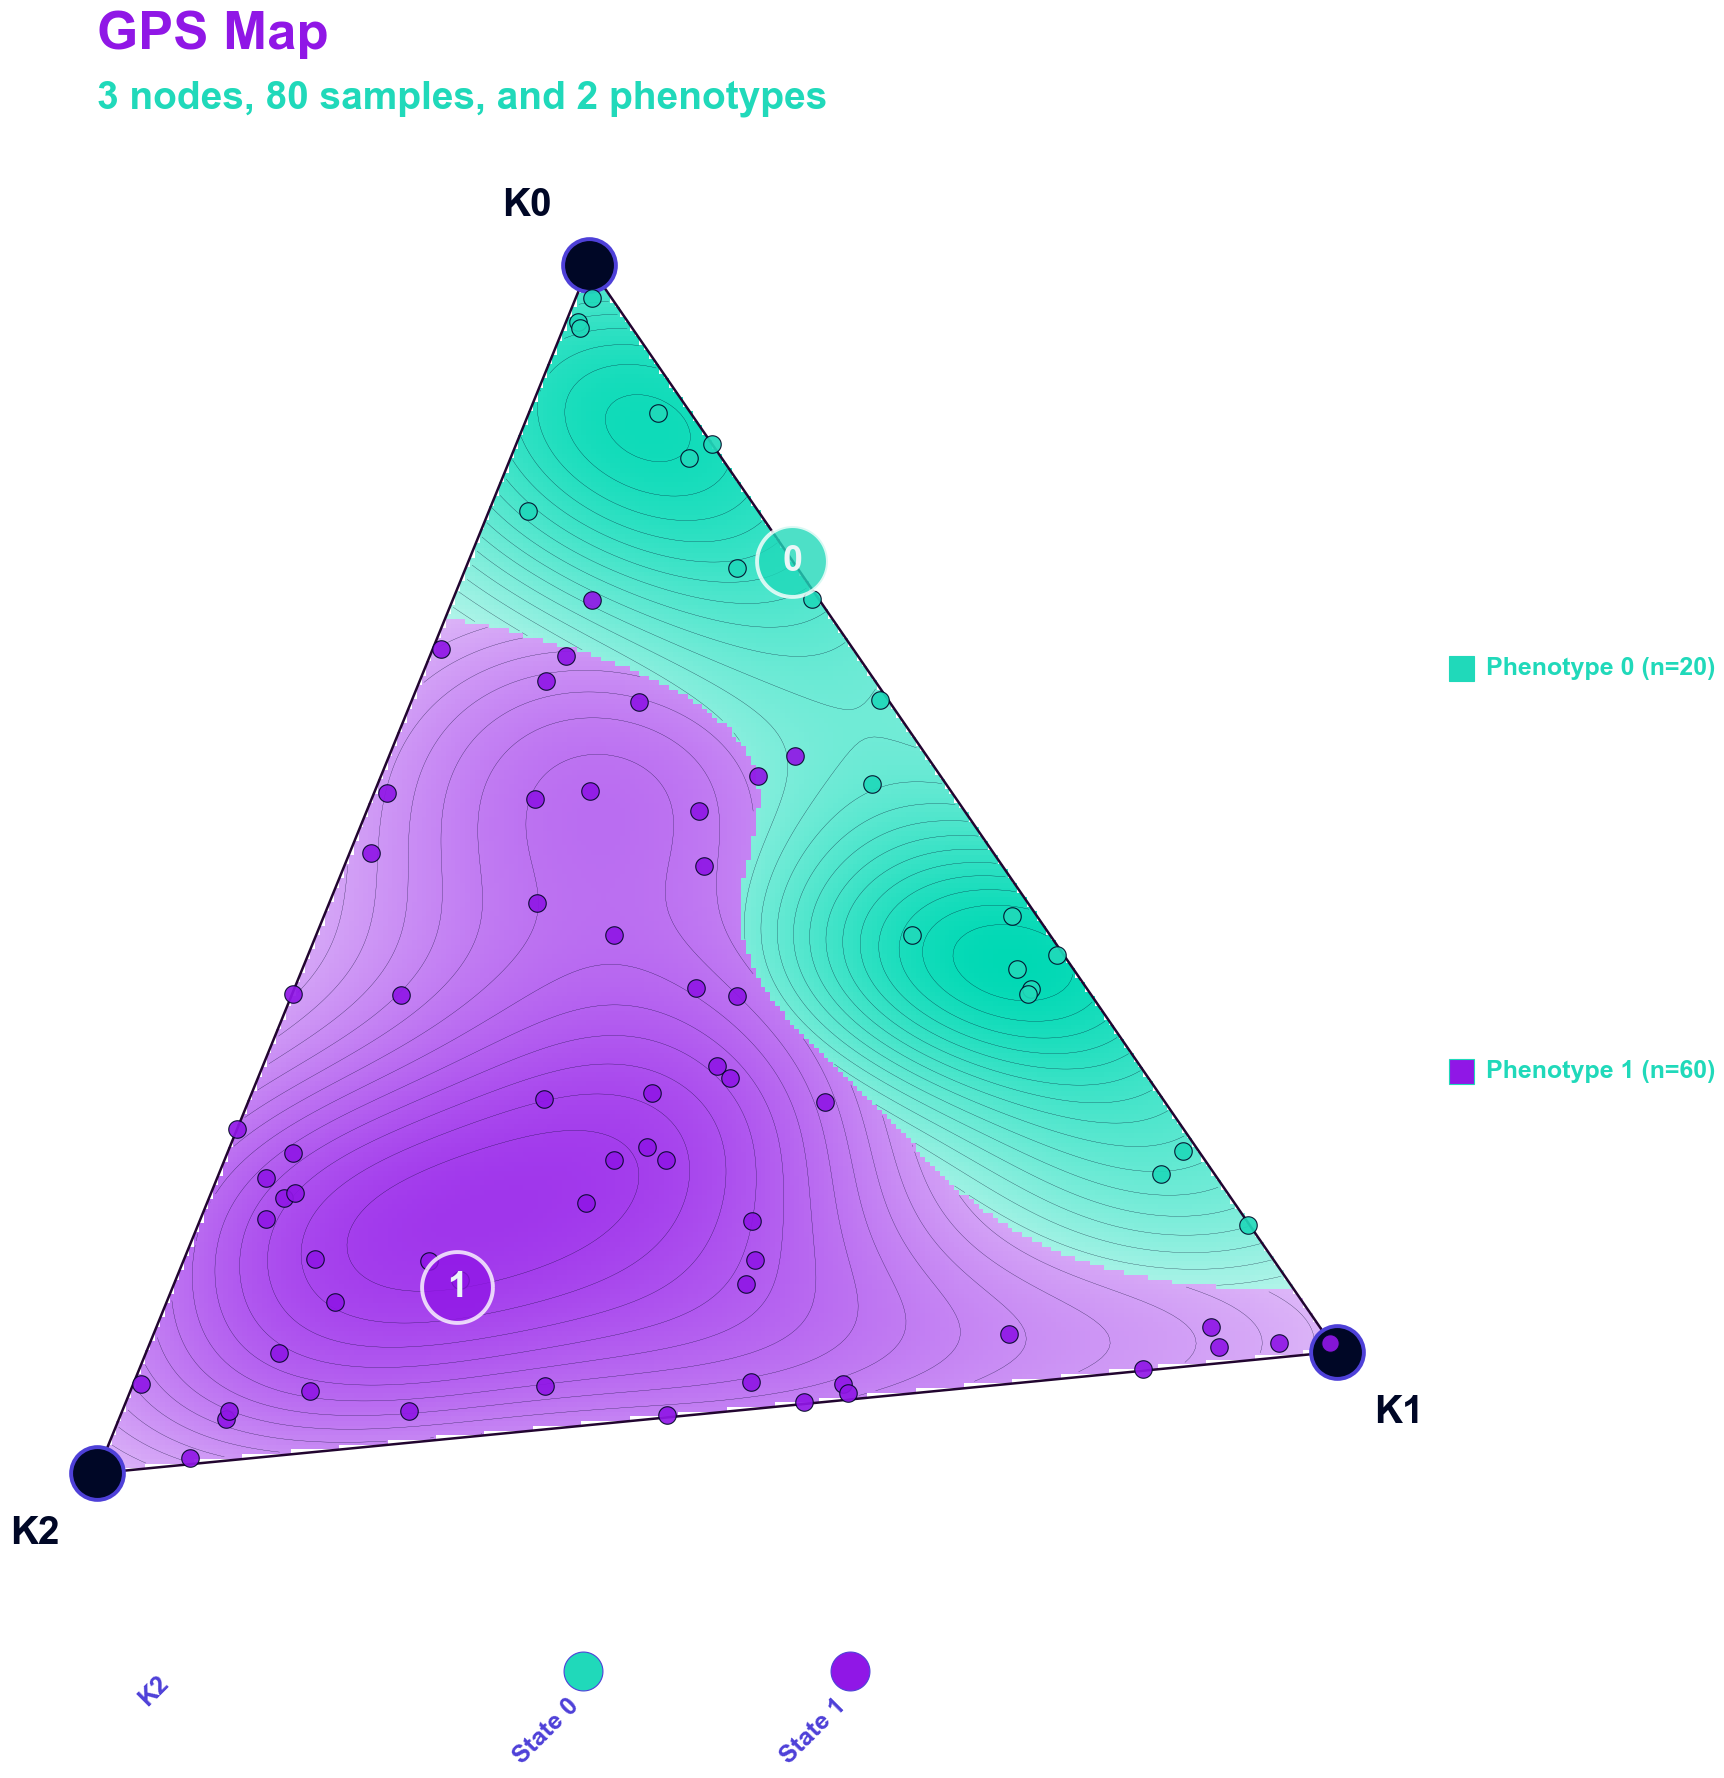 GPS Map
3 nodes, 80 samples, and 2 phenotypes
K0
0
Phenotype 0 (n=20)
Phenotype 1 (n=60)
1
K1
K2
K2
State 0
State 1